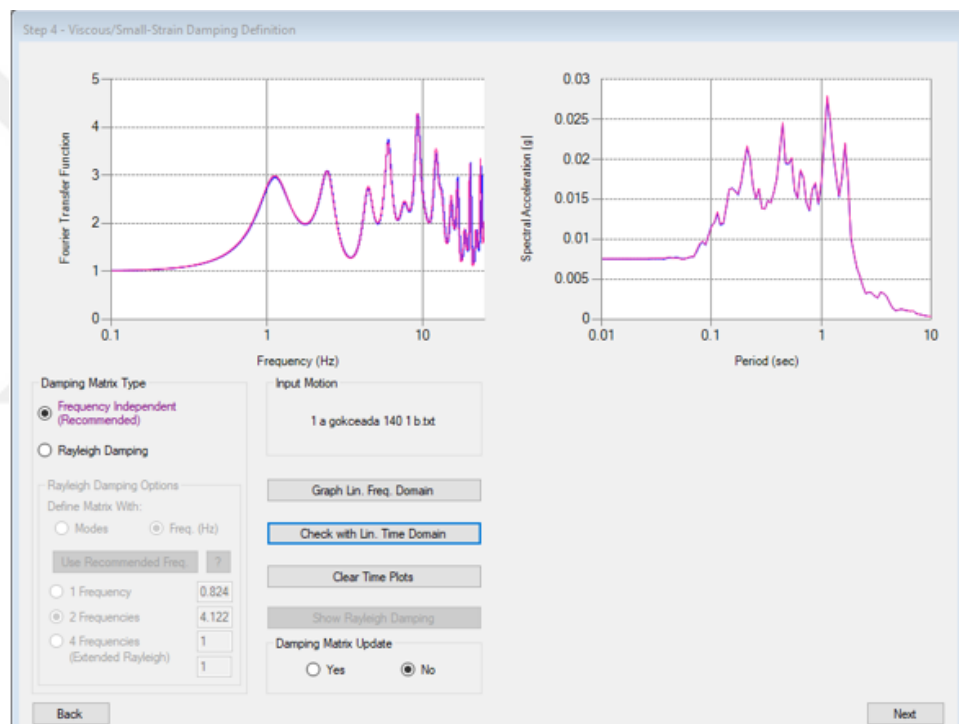 Step 4 - Viscous/Small-Strain Damping Definition
5
4
3
2
1
0
Fourier Transfer Function
0.1
1
10
Frequency (Hz)
0.03
0.025
0.02
0.015
0.01
0.005
0
Spectral Acceleration [g]
0.01
0.1
1
10
Period (sec)
Damping Matrix Type
Frequency Independent
(Recommended)
Rayleigh Damping
Rayleigh Damping Options
Define Matrix With:
Modes
Freq. (Hz)
Use Recommended Freq.
?
1 Frequency
0.824
2 Frequencies
4.122
4 Frequencies
(Extended Rayleigh)
1
1
Input Motion
1 a gokceada 140 1 b.txt
Graph Lin. Freq. Domain
Check with Lin. Time Domain
Clear Time Plots
Show Rayleigh Damping
Damping Matrix Update
Yes
No
Back
Next